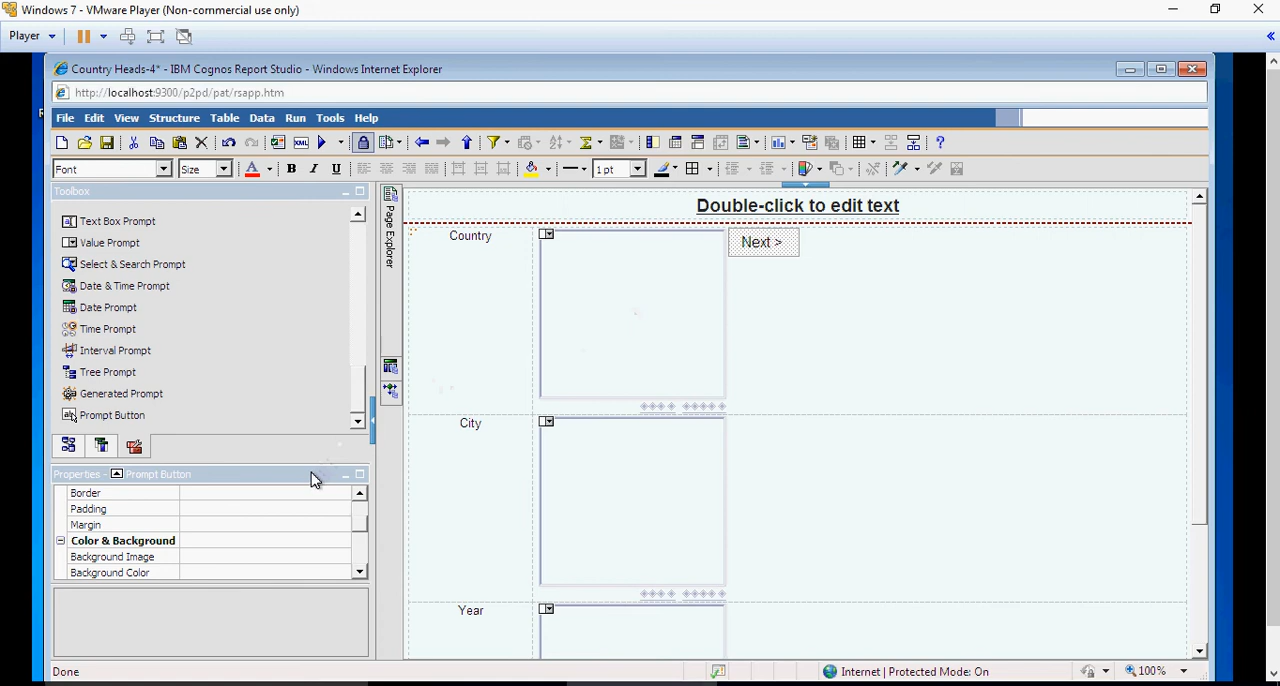 Windows 7 - VMware Player (Non-commercial use only)
Player
Country Heads-4* - IBM Cognos Report Studio - Windows Internet Explorer
http://localhost:9300/p2pd/pat/rsapp.htm
File Edit View Structure Table Data Run Tools Help
Font Size A B I U 1 pt
Toolbox
Double-click to edit text
Text Box Prompt
Value Prompt
Select & Search Prompt
Date & Time Prompt
Date Prompt
Time Prompt
Interval Prompt
Tree Prompt
Generated Prompt
Prompt Button
Page Explorer
Country
Next >
City
Year
Properties - Prompt Button
Border
Padding
Margin
Color & Background
Background Image
Background Color
Done
Internet | Protected Mode: On
100%